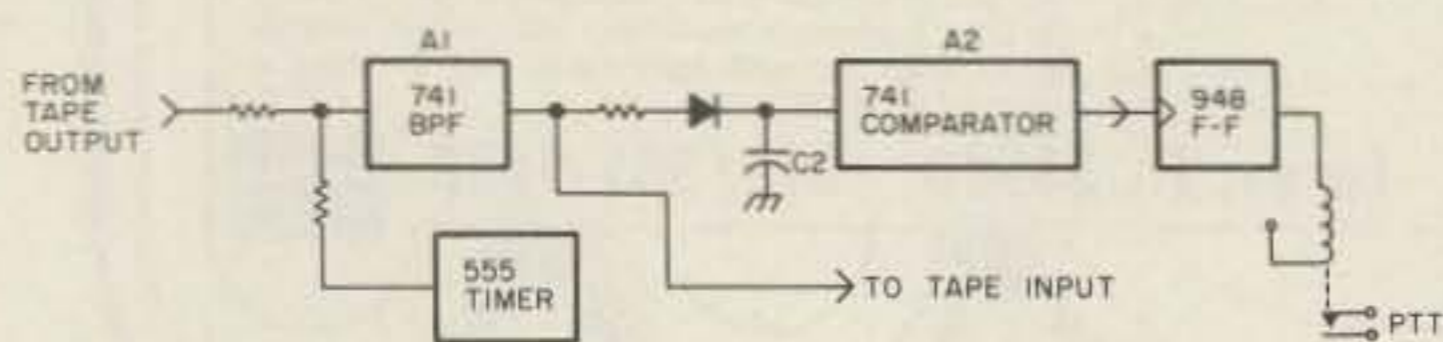 A1
A2
FROM
TAPE
OUTPUT
741
BPF
741
COMPARATOR
948
F-F
C2
555
TIMER
TO TAPE INPUT
PTT